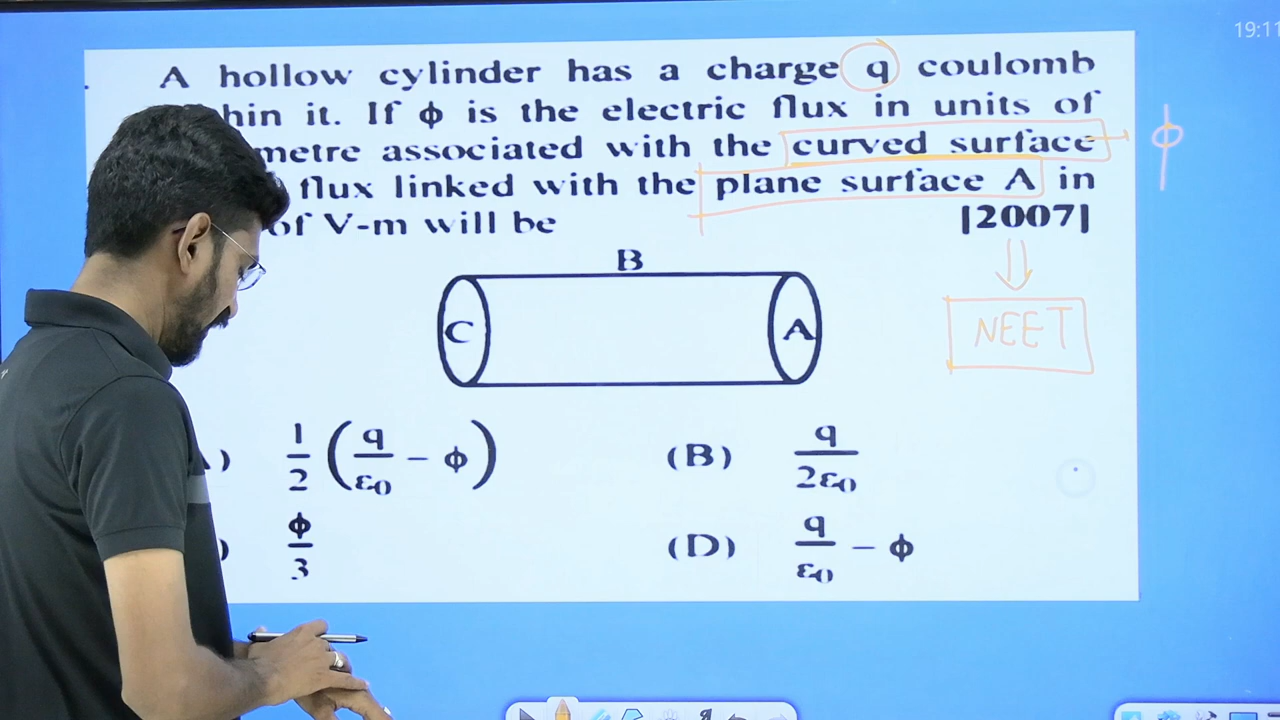 19:11
A hollow cylinder has a charge q coulomb
it. If ϕ is the electric flux in units of
associated with the curved surface
flux linked with the plane surface A in
of V-m will be [2007]
ϕ
NEET
B
C A
1/2 (q/ε0 − ϕ) (B) q/2ε0
ϕ/3 (D) q/ε0 − ϕ